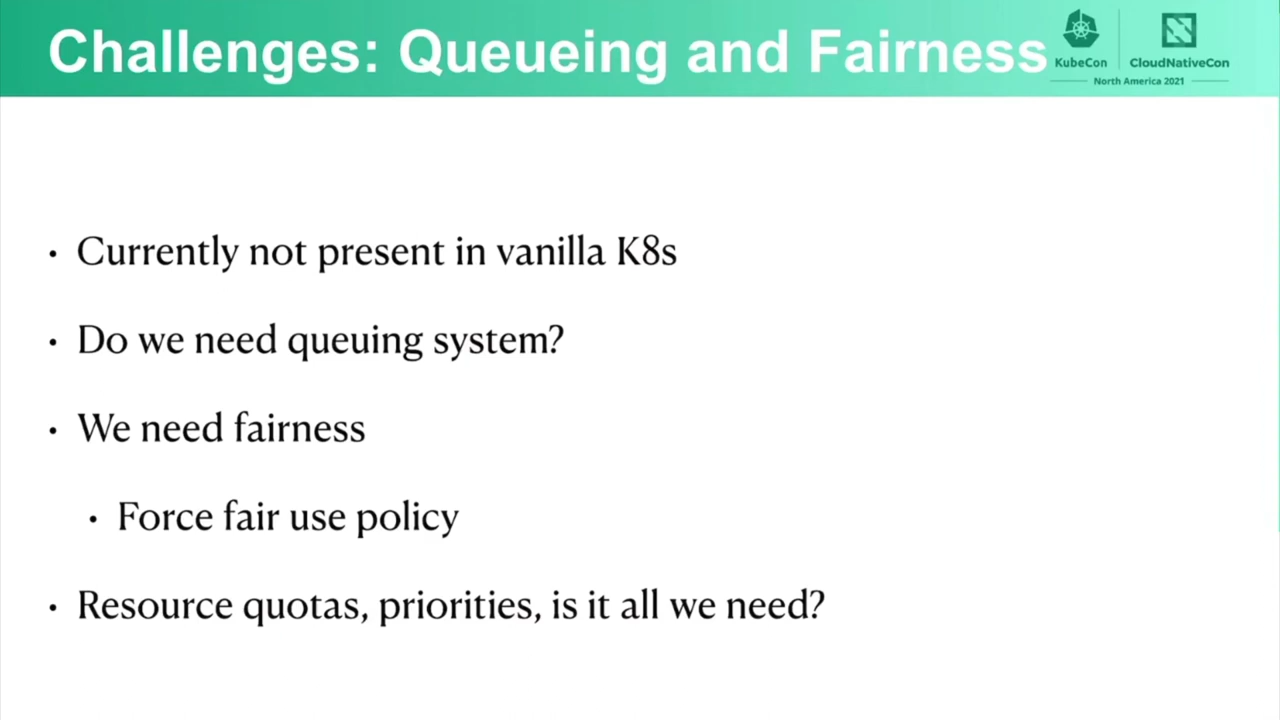 Challenges: Queueing and Fairness
KubeCon
CloudNativeCon
North America 2021
• Currently not present in vanilla K8s
• Do we need queuing system?
• We need fairness
• Force fair use policy
• Resource quotas, priorities, is it all we need?